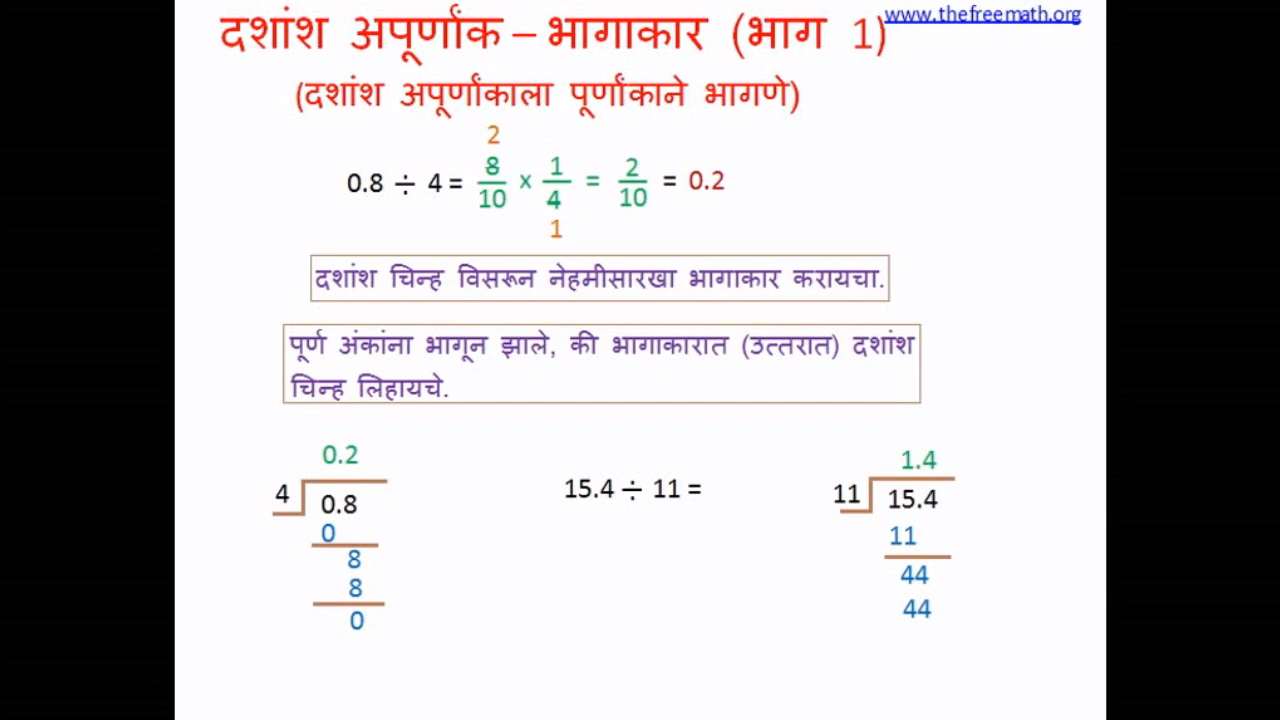 www.thefreemath.org
दशांश अपूर्णांक – भागाकार (भाग 1)
(दशांश अपूर्णांकाला पूर्णांकाने भागणे)
2
0.8 ÷ 4 = 8/10 x 1/4 = 2/10 = 0.2
1
दशांश चिन्ह विसरून नेहमीसारखा भागाकार करायचा.
पूर्ण अंकांना भागून झाले, की भागाकारात (उत्तरात) दशांश
चिन्ह लिहायचे.
0.2
4 0.8
0
8
8
0
15.4 ÷ 11 =
1.4
11 15.4
11
44
44